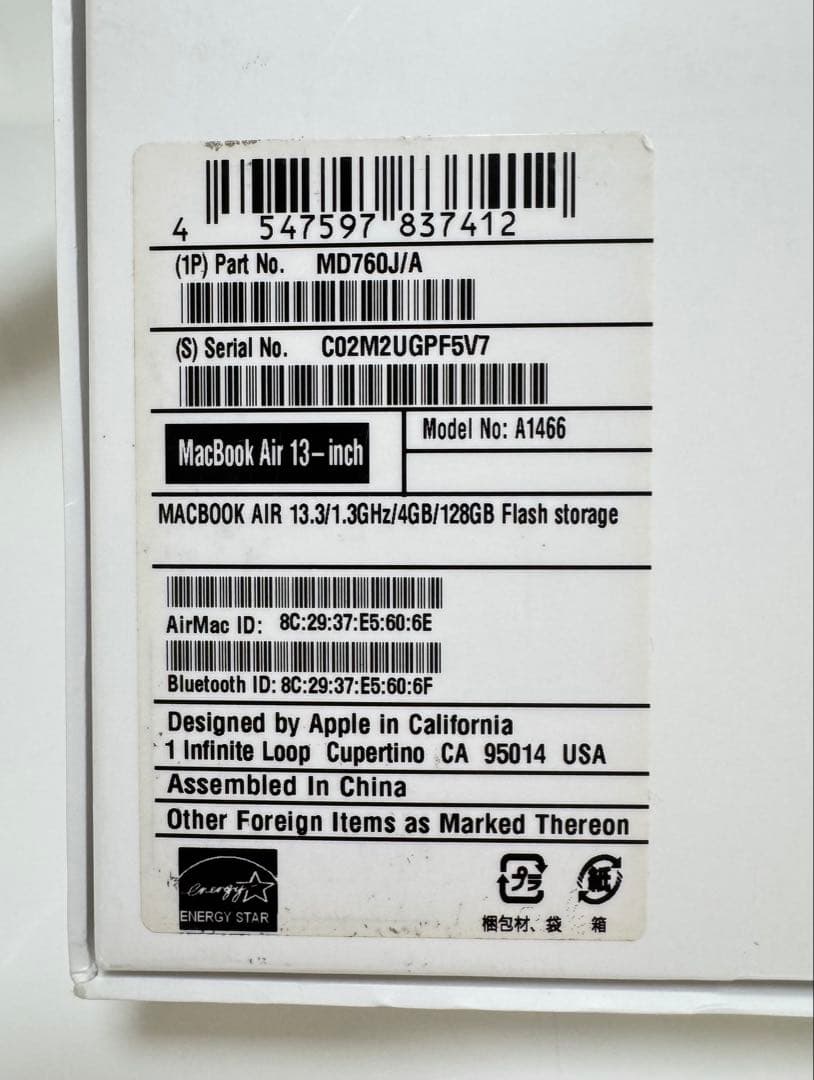 4 547597 837412
(1P) Part No. MD760J/A
(S) Serial No. C02M2UGPF5V7
MacBook Air 13-inch
Model No: A1466
MACBOOK AIR 13.3/1.3GHz/4GB/128GB Flash storage
AirMac ID: 8C:29:37:E5:60:6E
Bluetooth ID: 8C:29:37:E5:60:6F
Designed by Apple in California
1 Infinite Loop Cupertino CA 95014 USA
Assembled In China
Other Foreign Items as Marked Thereon
energy
ENERGY STAR
プラ 紙
梱包材、袋 箱